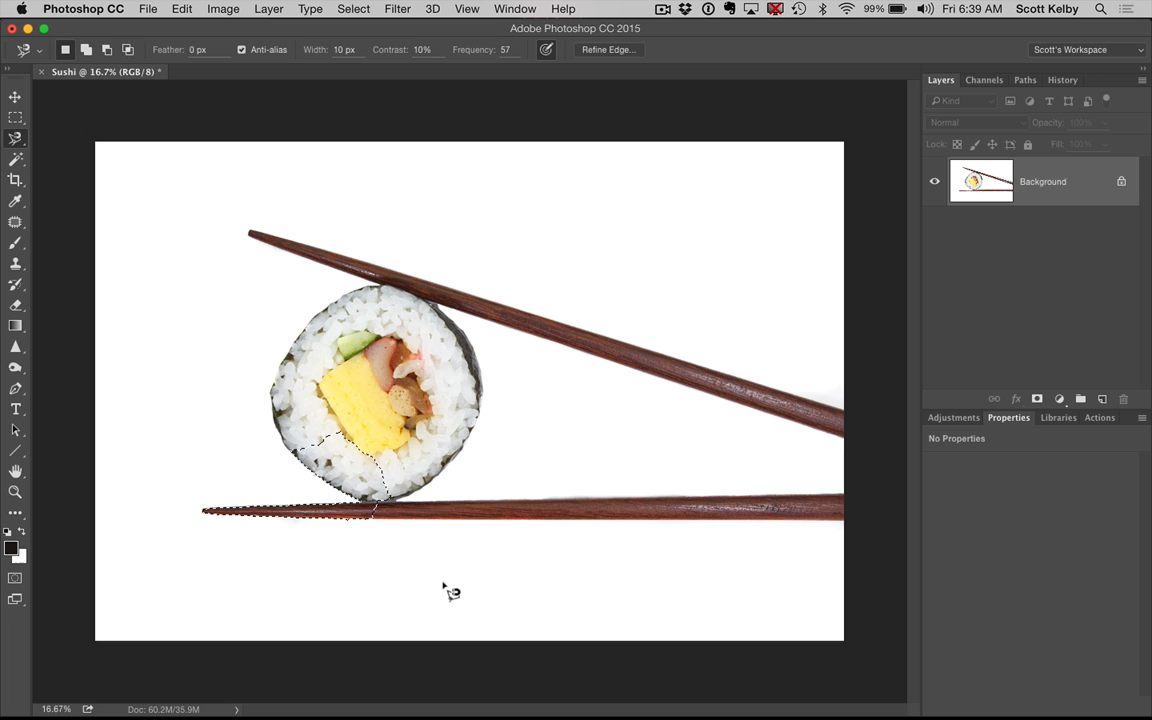 Photoshop CC File Edit Image Layer Type Select Filter 3D View Window Help 99% Fri 6:39 AM Scott Kelby
Adobe Photoshop CC 2015
Feather: 0 px Anti-alias Width: 10 px Contrast: 10% Frequency: 57 Refine Edge... Scott's Workspace
Sushi @ 16.7% (RGB/8) *
Layers Channels Paths History
Kind
Normal Opacity: 100%
Lock: Fill: 100%
Background
Adjustments Properties Libraries Actions
No Properties
16.67% Doc: 60.2M/35.9M